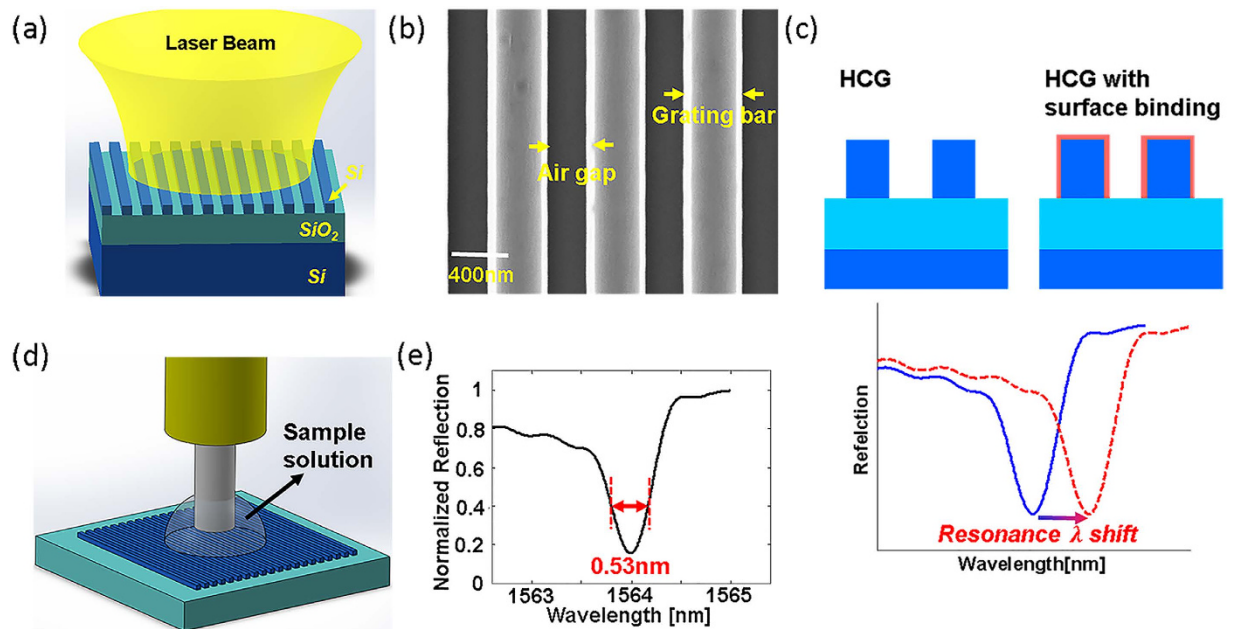 (a)
Laser Beam
Si
SiO₂
Si
(b)
Grating bar
Air gap
400nm
(c)
HCG
HCG with
surface binding
Refelction
Resonance λ shift
Wavelength[nm]
(d)
Sample
solution
(e)
Normalized Reflection
1
0.8
0.6
0.4
0.2
0
0.53nm
1563
1564
1565
Wavelength [nm]